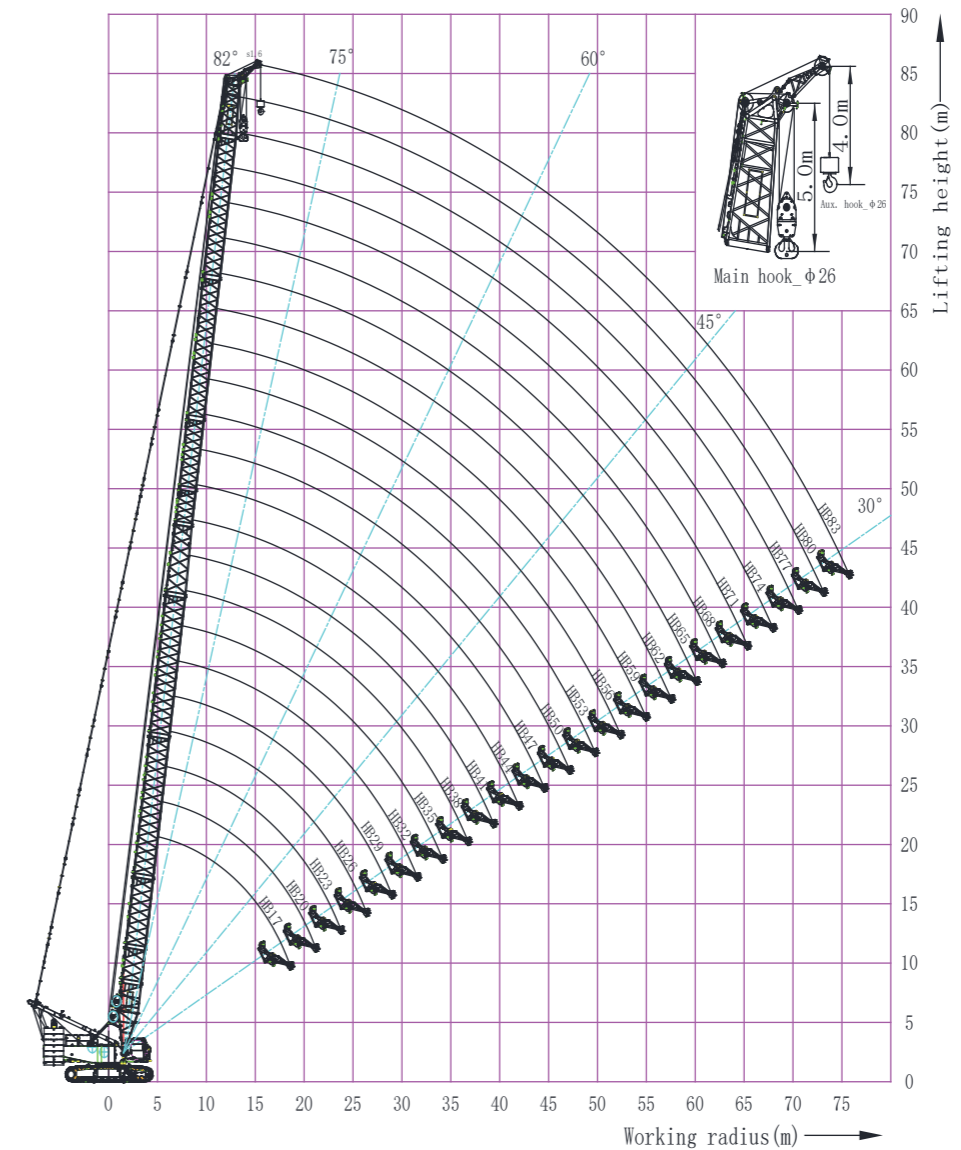 90
82°
s1.6
75°
60°
85
80
75
70
65
60
55
50
45
40
35
30
25
20
15
10
5
0
Lifting height(m)
4.0m
5.0m
Aux. hook_φ26
Main hook_φ26
45°
30°
HB83
HB80
HB77
HB74
HB71
HB68
HB65
HB62
HB59
HB56
HB53
HB50
HB47
HB44
HB41
HB38
HB35
HB32
HB29
HB26
HB23
HB20
HB17
0 5 10 15 20 25 30 35 40 45 50 55 60 65 70 75
Working radius(m)